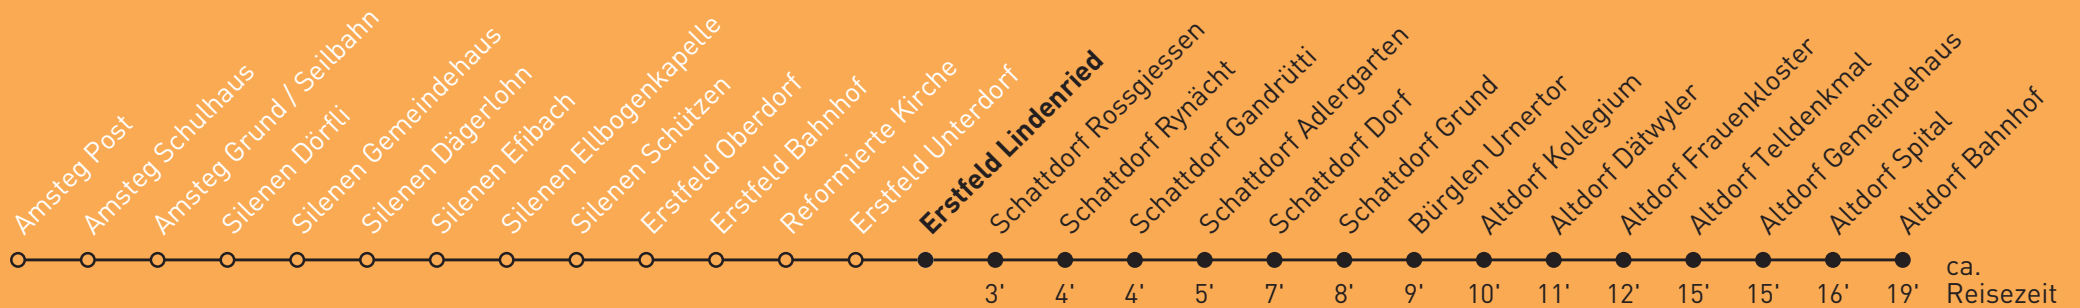 Amsteg Post
Amsteg Schulhaus
Amsteg Grund / Seilbahn
Silenen Dörfli
Silenen Gemeindehaus
Silenen Dägerlohn
Silenen Efibach
Silenen Ellbogenkapelle
Silenen Schützen
Erstfeld Oberdorf
Erstfeld Bahnhof
Reformierte Kirche
Erstfeld Unterdorf
Erstfeld Lindenried
Schattdorf Rossgiessen
Schattdorf Rynächt
Schattdorf Gandrütti
Schattdorf Adlergarten
Schattdorf Dorf
Schattdorf Grund
Bürglen Urnertor
Altdorf Kollegium
Altdorf Dätwyler
Altdorf Frauenkloster
Altdorf Telldenkmal
Altdorf Gemeindehaus
Altdorf Spital
Altdorf Bahnhof
ca.
3' 4' 4' 5' 7' 8' 9' 10' 11' 12' 15' 15' 16' 19' Reisezeit